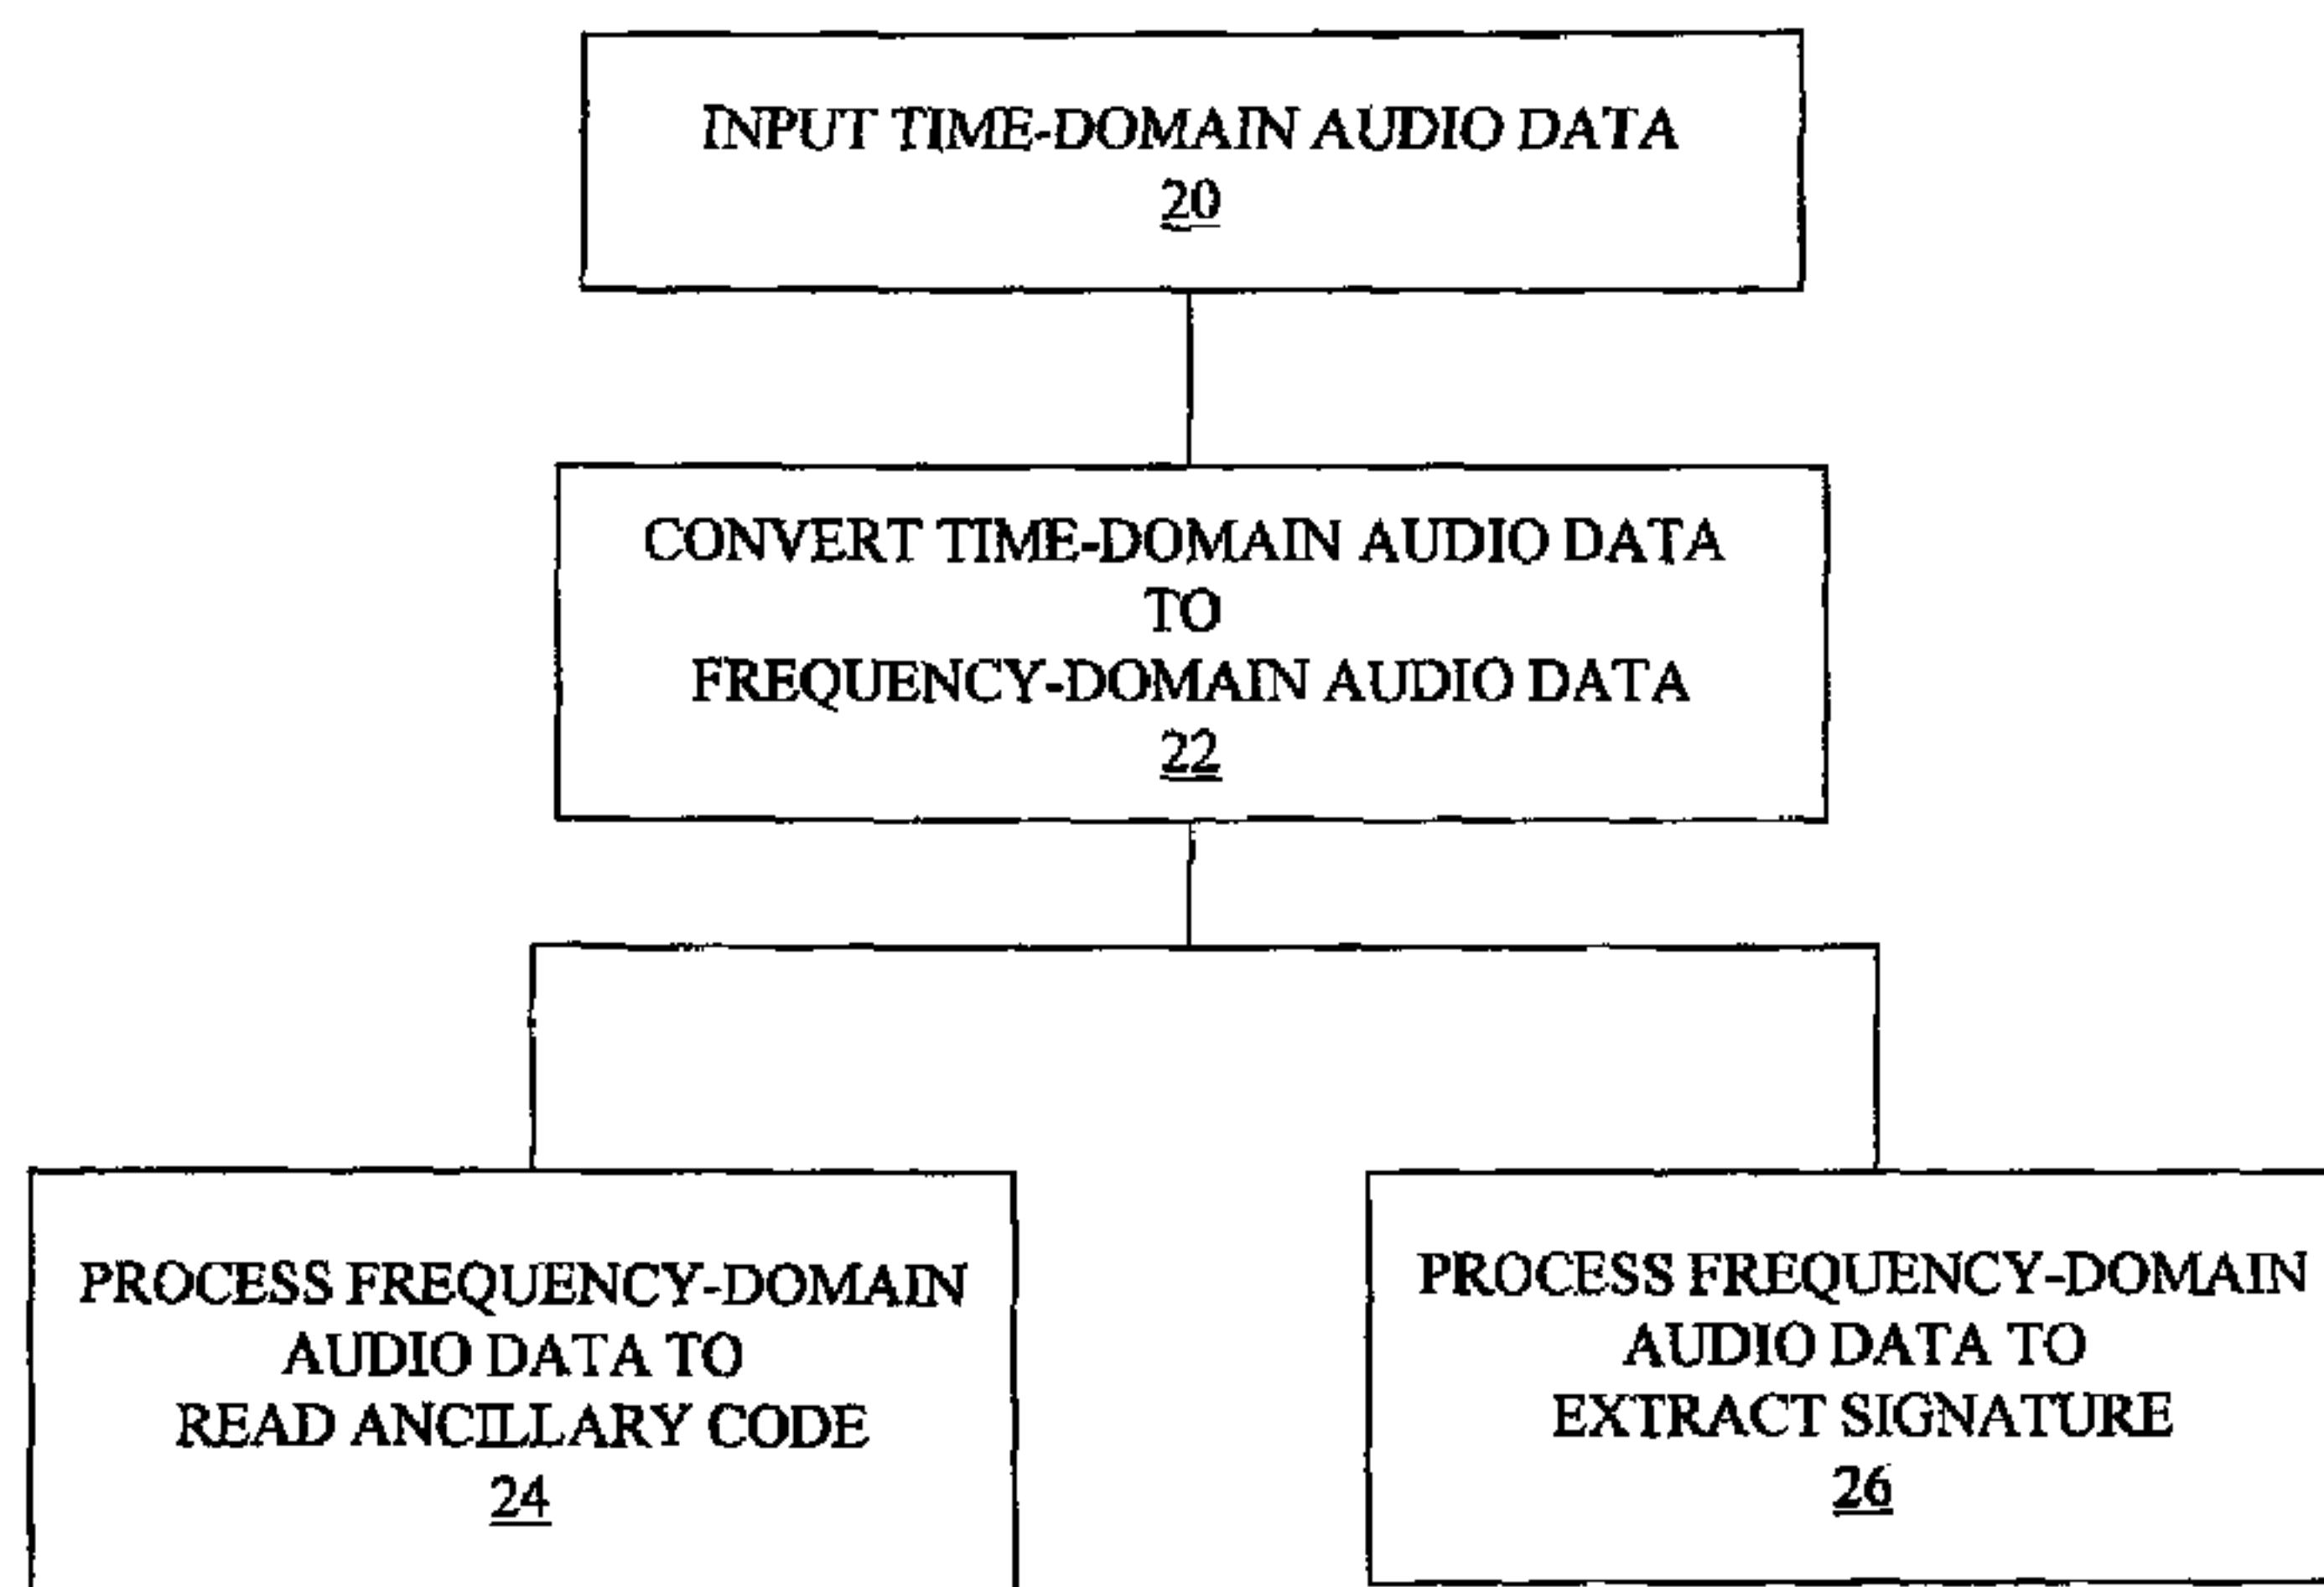 INPUT TIME-DOMAIN AUDIO DATA
20
CONVERT TIME-DOMAIN AUDIO DATA
TO
FREQUENCY-DOMAIN AUDIO DATA
22
PROCESS FREQUENCY-DOMAIN
AUDIO DATA TO
READ ANCILLARY CODE
24
PROCESS FREQUENCY-DOMAIN
AUDIO DATA TO
EXTRACT SIGNATURE
26